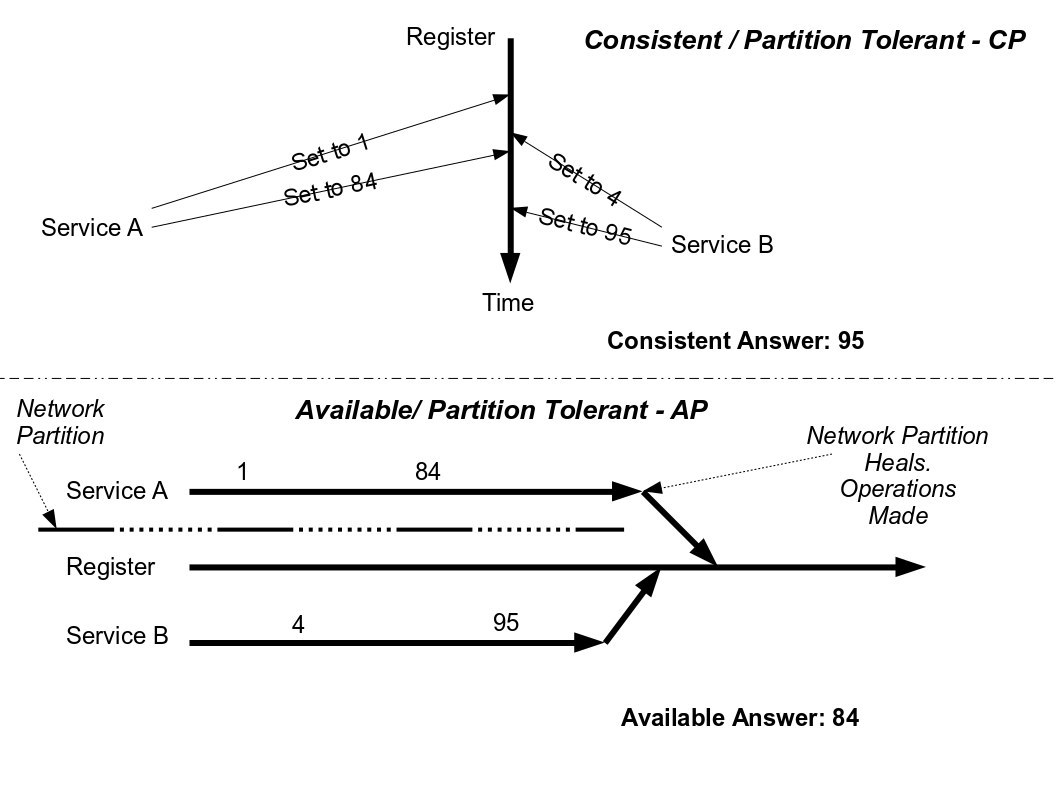 Register
Consistent / Partition Tolerant - CP
Set to 1
Set to 84
Set to 4
Set to 95
Service A
Service B
Time
Consistent Answer: 95
Network
Partition
Available/ Partition Tolerant - AP
Network Partition
Heals.
Operations
Made
1
84
Service A
Register
4
95
Service B
Available Answer: 84